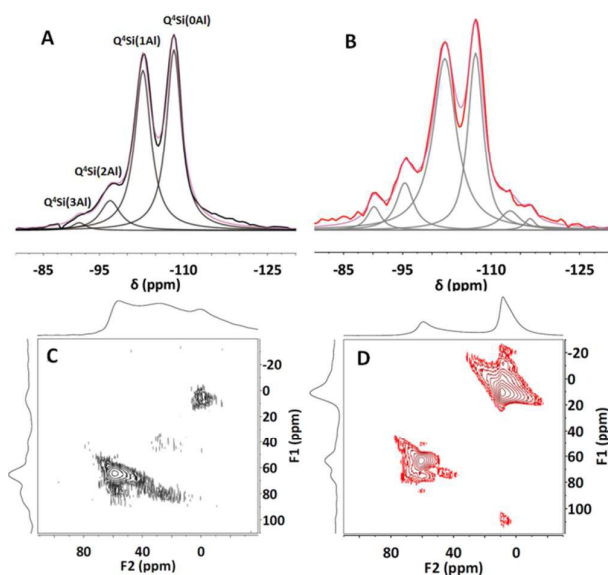 A
Q⁴Si(0Al)
Q⁴Si(1Al)
Q⁴Si(2Al)
Q⁴Si(3Al)
-85 -95 -110 -125
δ (ppm)
B
-85 -95 -110 -125
δ (ppm)
C
-20
0
20
40
60
80
100
F1 (ppm)
80 40 0
F2 (ppm)
D
-20
0
20
40
60
80
100
F1 (ppm)
80 40 0
F2 (ppm)